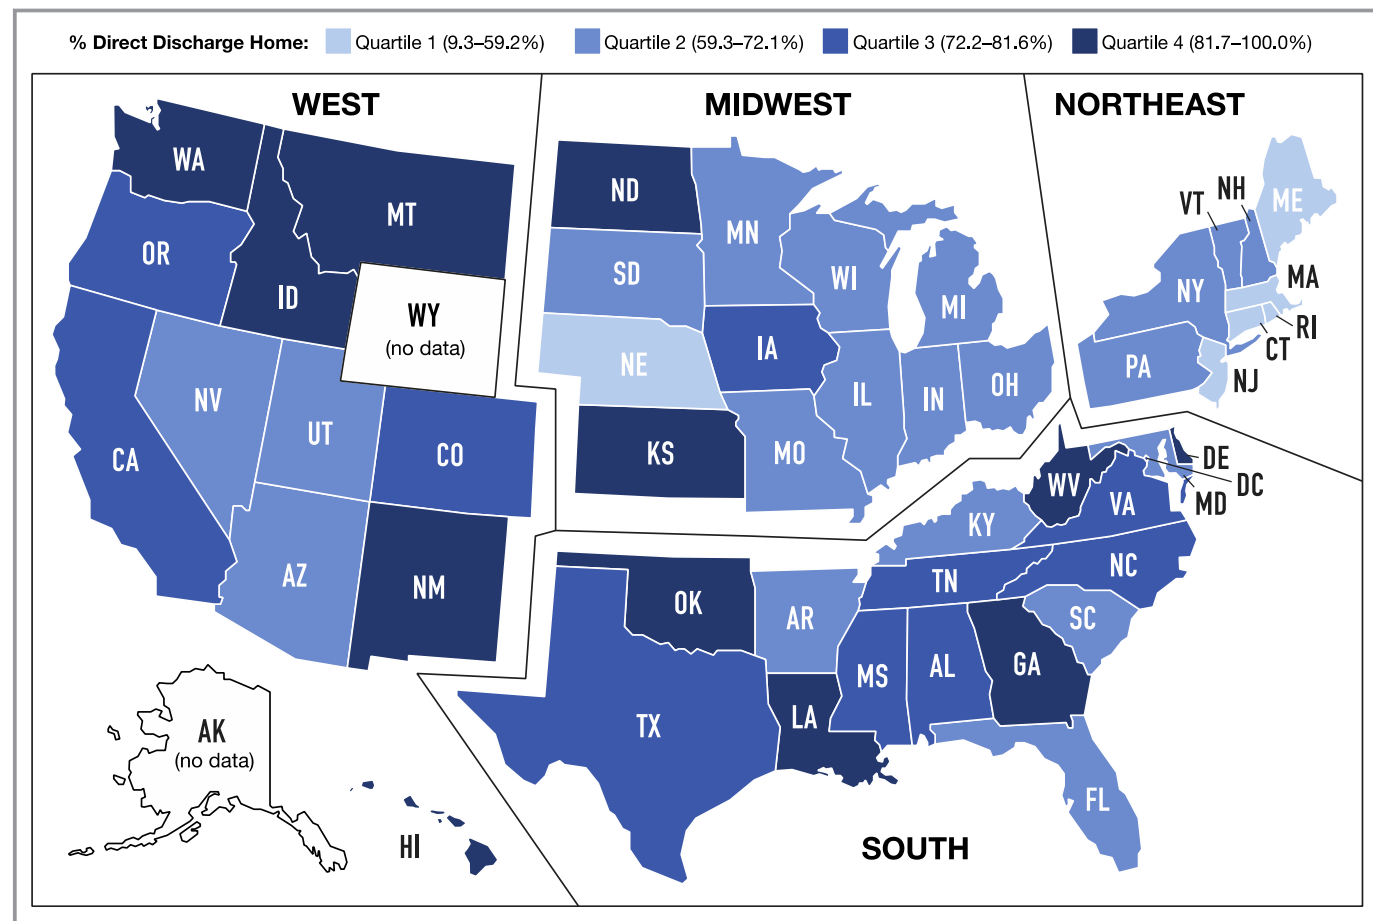 % Direct Discharge Home: Quartile 1 (9.3–59.2%) Quartile 2 (59.3–72.1%) Quartile 3 (72.2–81.6%) Quartile 4 (81.7–100.0%)
WEST
WA
MT
OR
ID
WY
(no data)
NV
UT
CO
CA
AZ
NM
AK
(no data)
HI
MIDWEST
ND
MN
SD
WI
MI
NE
IA
IL
IN
OH
KS
MO
NORTHEAST
VT
NH
ME
NY
MA
RI
CT
PA
NJ
DE
DC
MD
WV
VA
KY
NC
TN
OK
AR
SC
MS
AL
GA
TX
LA
FL
SOUTH